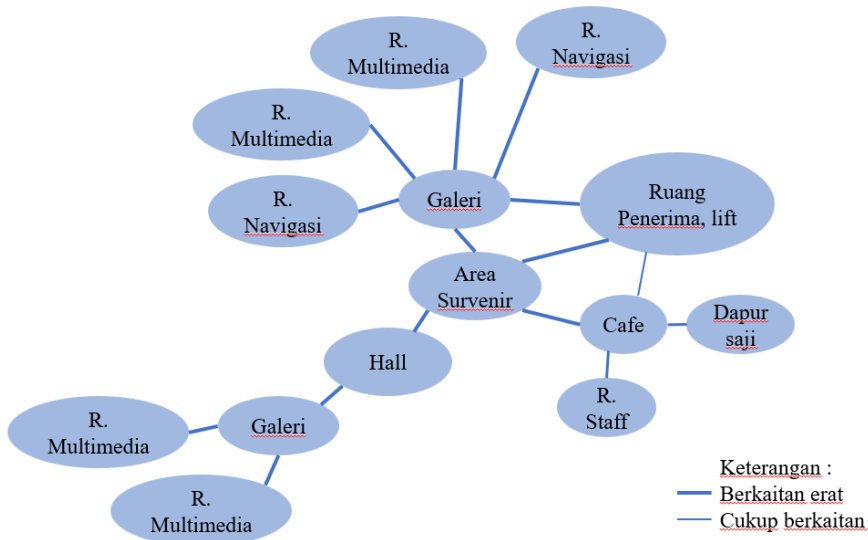 R.
Multimedia
R.
Navigasi
R.
Multimedia
R.
Navigasi
Galeri
Ruang
Penerima, lift
Area
Survenir
Cafe
Dapur
saji
Hall
R.
Staff
R.
Multimedia
Galeri
R.
Multimedia
Keterangan :
Berkaitan erat
Cukup berkaitan